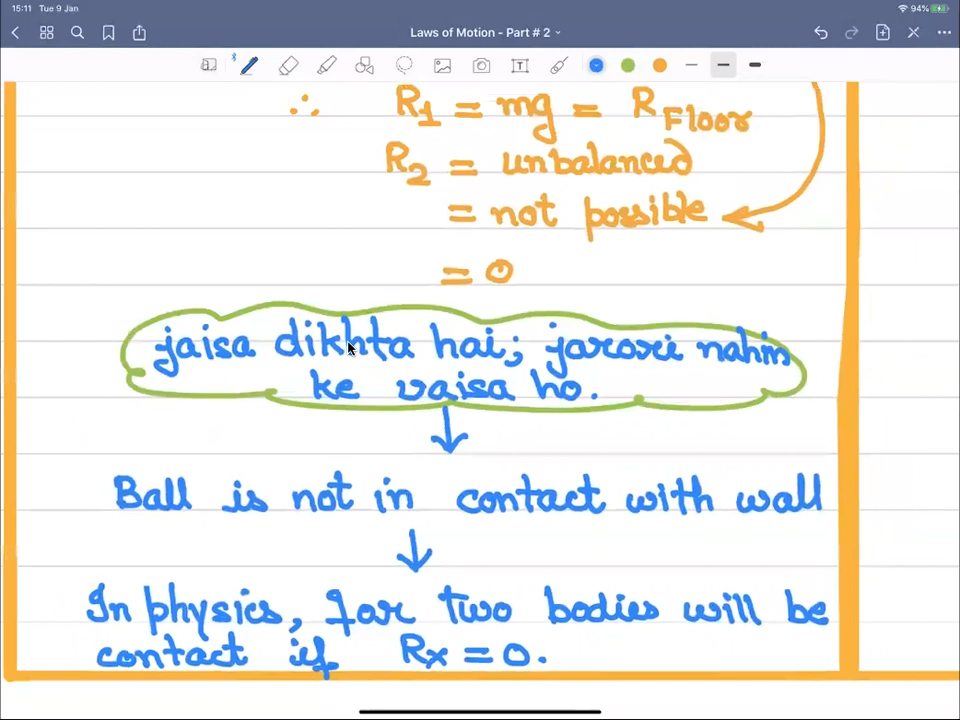 15:11 Tue 9 Jan
94%
Laws of Motion - Part # 2
∴ R1 = mg = R Floor
R2 = unbalanced
= not possible
= 0
jaisa dikhta hai; jarori nahin
ke vaisa ho.
Ball is not in contact with wall
In physics, for two bodies will be
contact if Rx = 0.